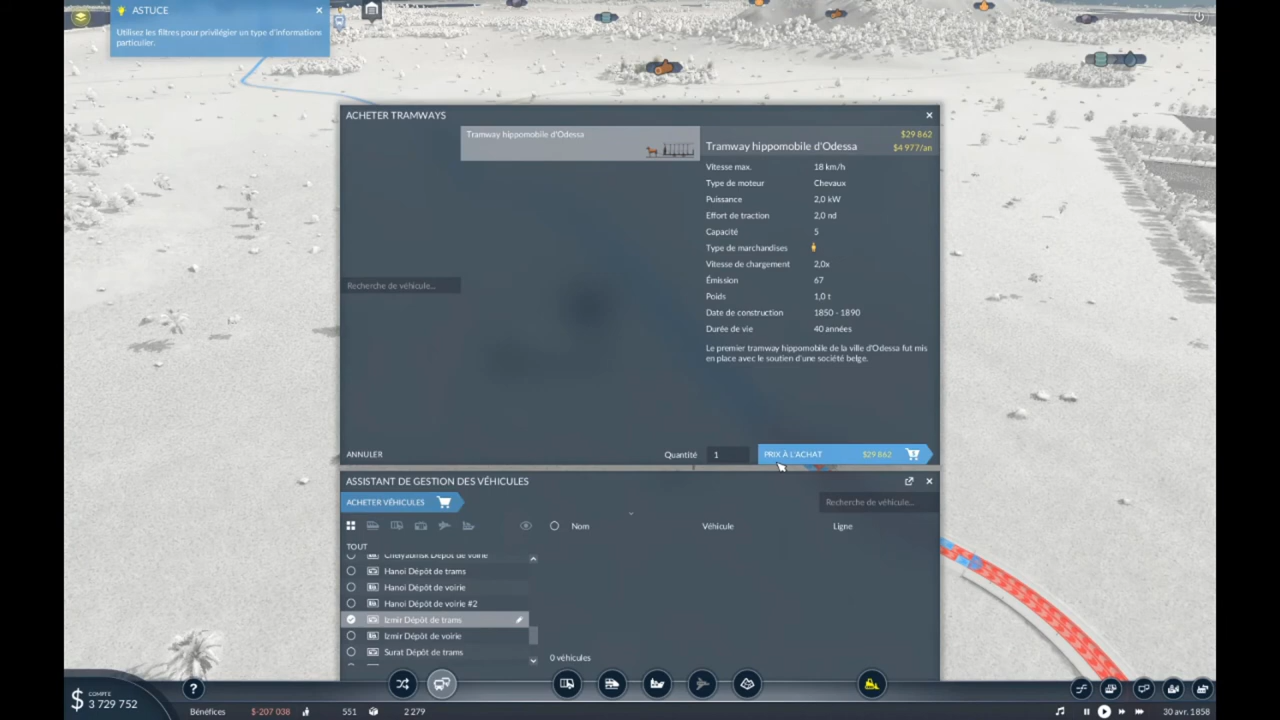 ASTUCE
Utilisez les filtres pour privilégier un type d'informations
particulier.
ACHETER TRAMWAYS
Tramway hippomobile d'Odessa
$29 862
Tramway hippomobile d'Odessa
$4 977/an
Vitesse max. 18 km/h
Type de moteur Chevaux
Puissance 2,0 kW
Effort de traction 2,0 nd
Capacité 5
Type de marchandises
Vitesse de chargement 2,0x
Recherche de véhicule...
Émission 67
Poids 1,0 t
Date de construction 1850 - 1890
Durée de vie 40 années
Le premier tramway hippomobile de la ville d'Odessa fut mis
en place avec le soutien d'une société belge.
ANNULER Quantité 1 PRIX À L'ACHAT $29 862
ASSISTANT DE GESTION DES VÉHICULES
ACHETER VÉHICULES Recherche de véhicule...
Nom Véhicule Ligne
TOUT
Chelyabinsk Dépôt de voirie
Hanoi Dépôt de trams
Hanoi Dépôt de voirie
Hanoi Dépôt de voirie #2
Izmir Dépôt de trams
Izmir Dépôt de voirie
Surat Dépôt de trams
0 véhicules
$ COMPTE
3 729 752
?
Bénéfices $-207 038 551 2 279 30 avr. 1858